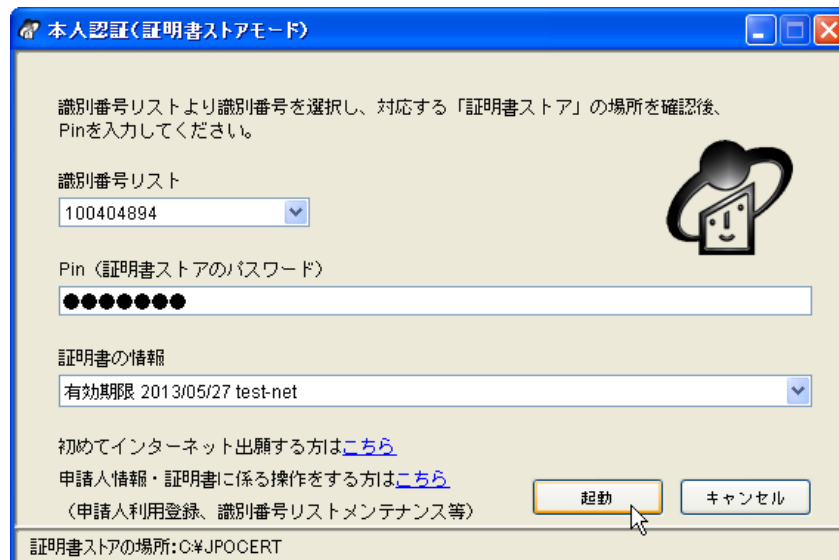 本人認証(証明書ストアモード)
識別番号リストより識別番号を選択し、対応する「証明書ストア」の場所を確認後、
Pinを入力してください。
識別番号リスト
100404894
Pin（証明書ストアのパスワード）
●●●●●●●
証明書の情報
有効期限 2013/05/27 test-net
初めてインターネット出願する方はこちら
申請人情報・証明書に係る操作をする方はこちら
（申請人利用登録、識別番号リストメンテナンス等）
起動
キャンセル
証明書ストアの場所:C:¥JPOCERT